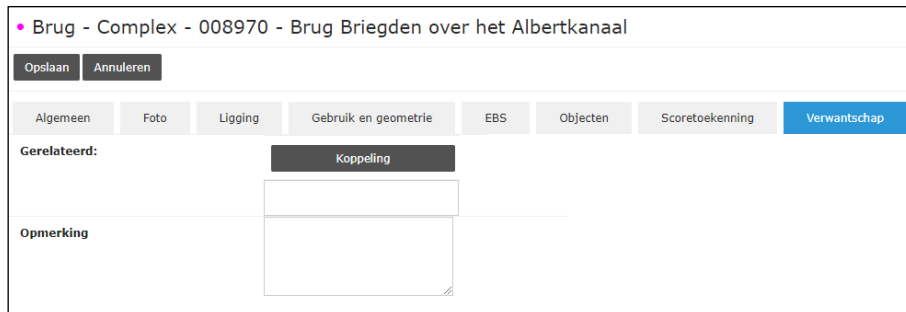 • Brug - Complex - 008970 - Brug Briegden over het Albertkanaal
Opslaan Annuleren
Algemeen Foto Ligging Gebruik en geometrie EBS Objecten Scoretoekenning Verwantschap
Gerelateerd: Koppeling
Opmerking